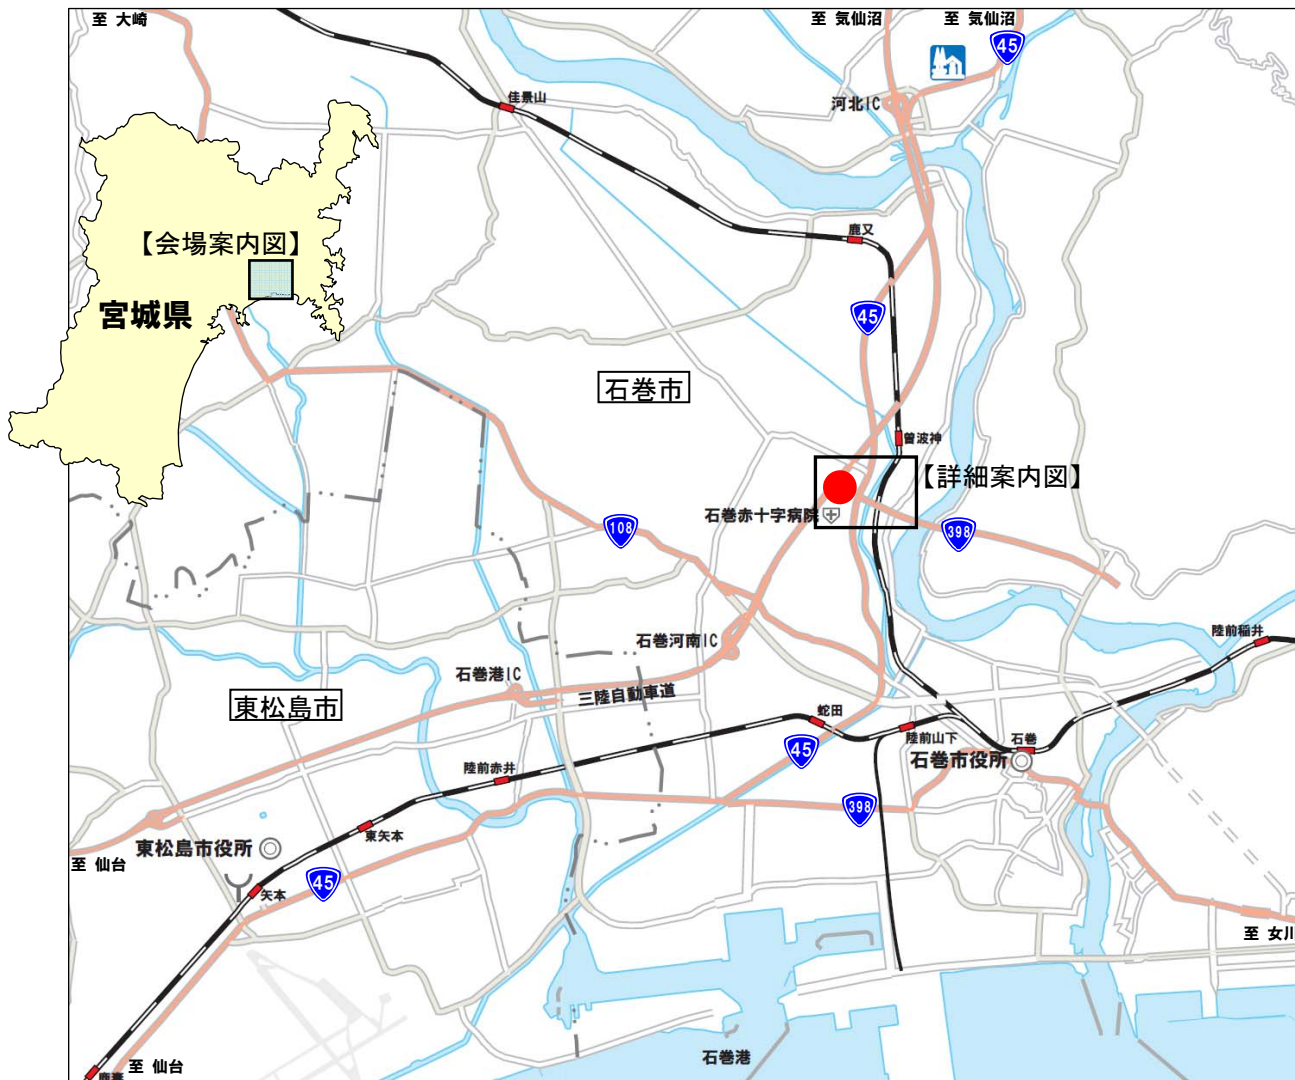 至 大崎
至 気仙沼
至 気仙沼
45
佳景山
河北IC
鹿又
【会場案内図】
宮城県
45
石巻市
曽波神
【詳細案内図】
石巻赤十字病院
108
398
陸前稲井
石巻河南IC
石巻港IC
三陸自動車道
東松島市
蛇田
陸前山下
石巻
45
石巻市役所
陸前赤井
398
東矢本
東松島市役所
至 仙台
45
矢本
至 女川
石巻港
至 仙台